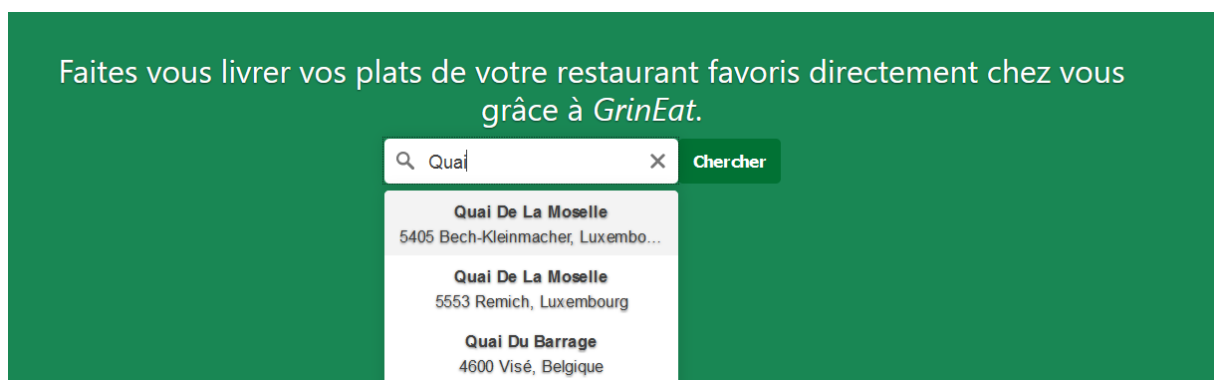 Faites vous livrer vos plats de votre restaurant favoris directement chez vous
grâce à GrinEat.
Quai
Chercher
Quai De La Moselle
5405 Bech-Kleinmacher, Luxembo...
Quai De La Moselle
5553 Remich, Luxembourg
Quai Du Barrage
4600 Visé, Belgique